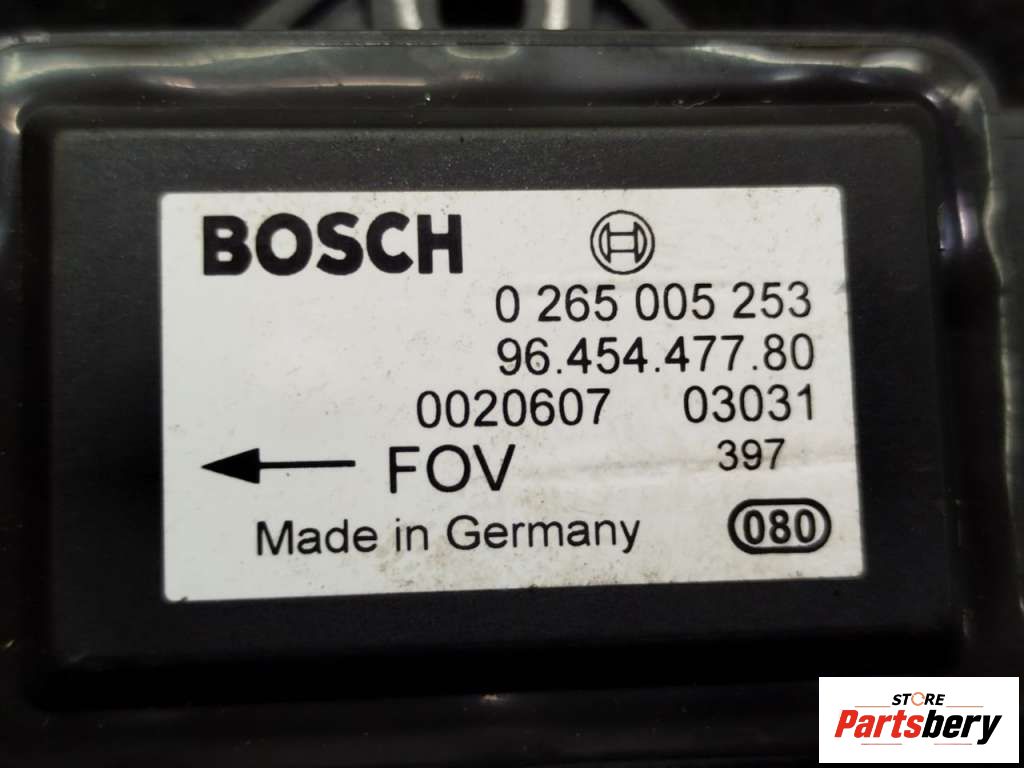 BOSCH
0 265 005 253
96.454.477.80
0020607 03031
FOV 397
Made in Germany 080
STORE
Partsbery